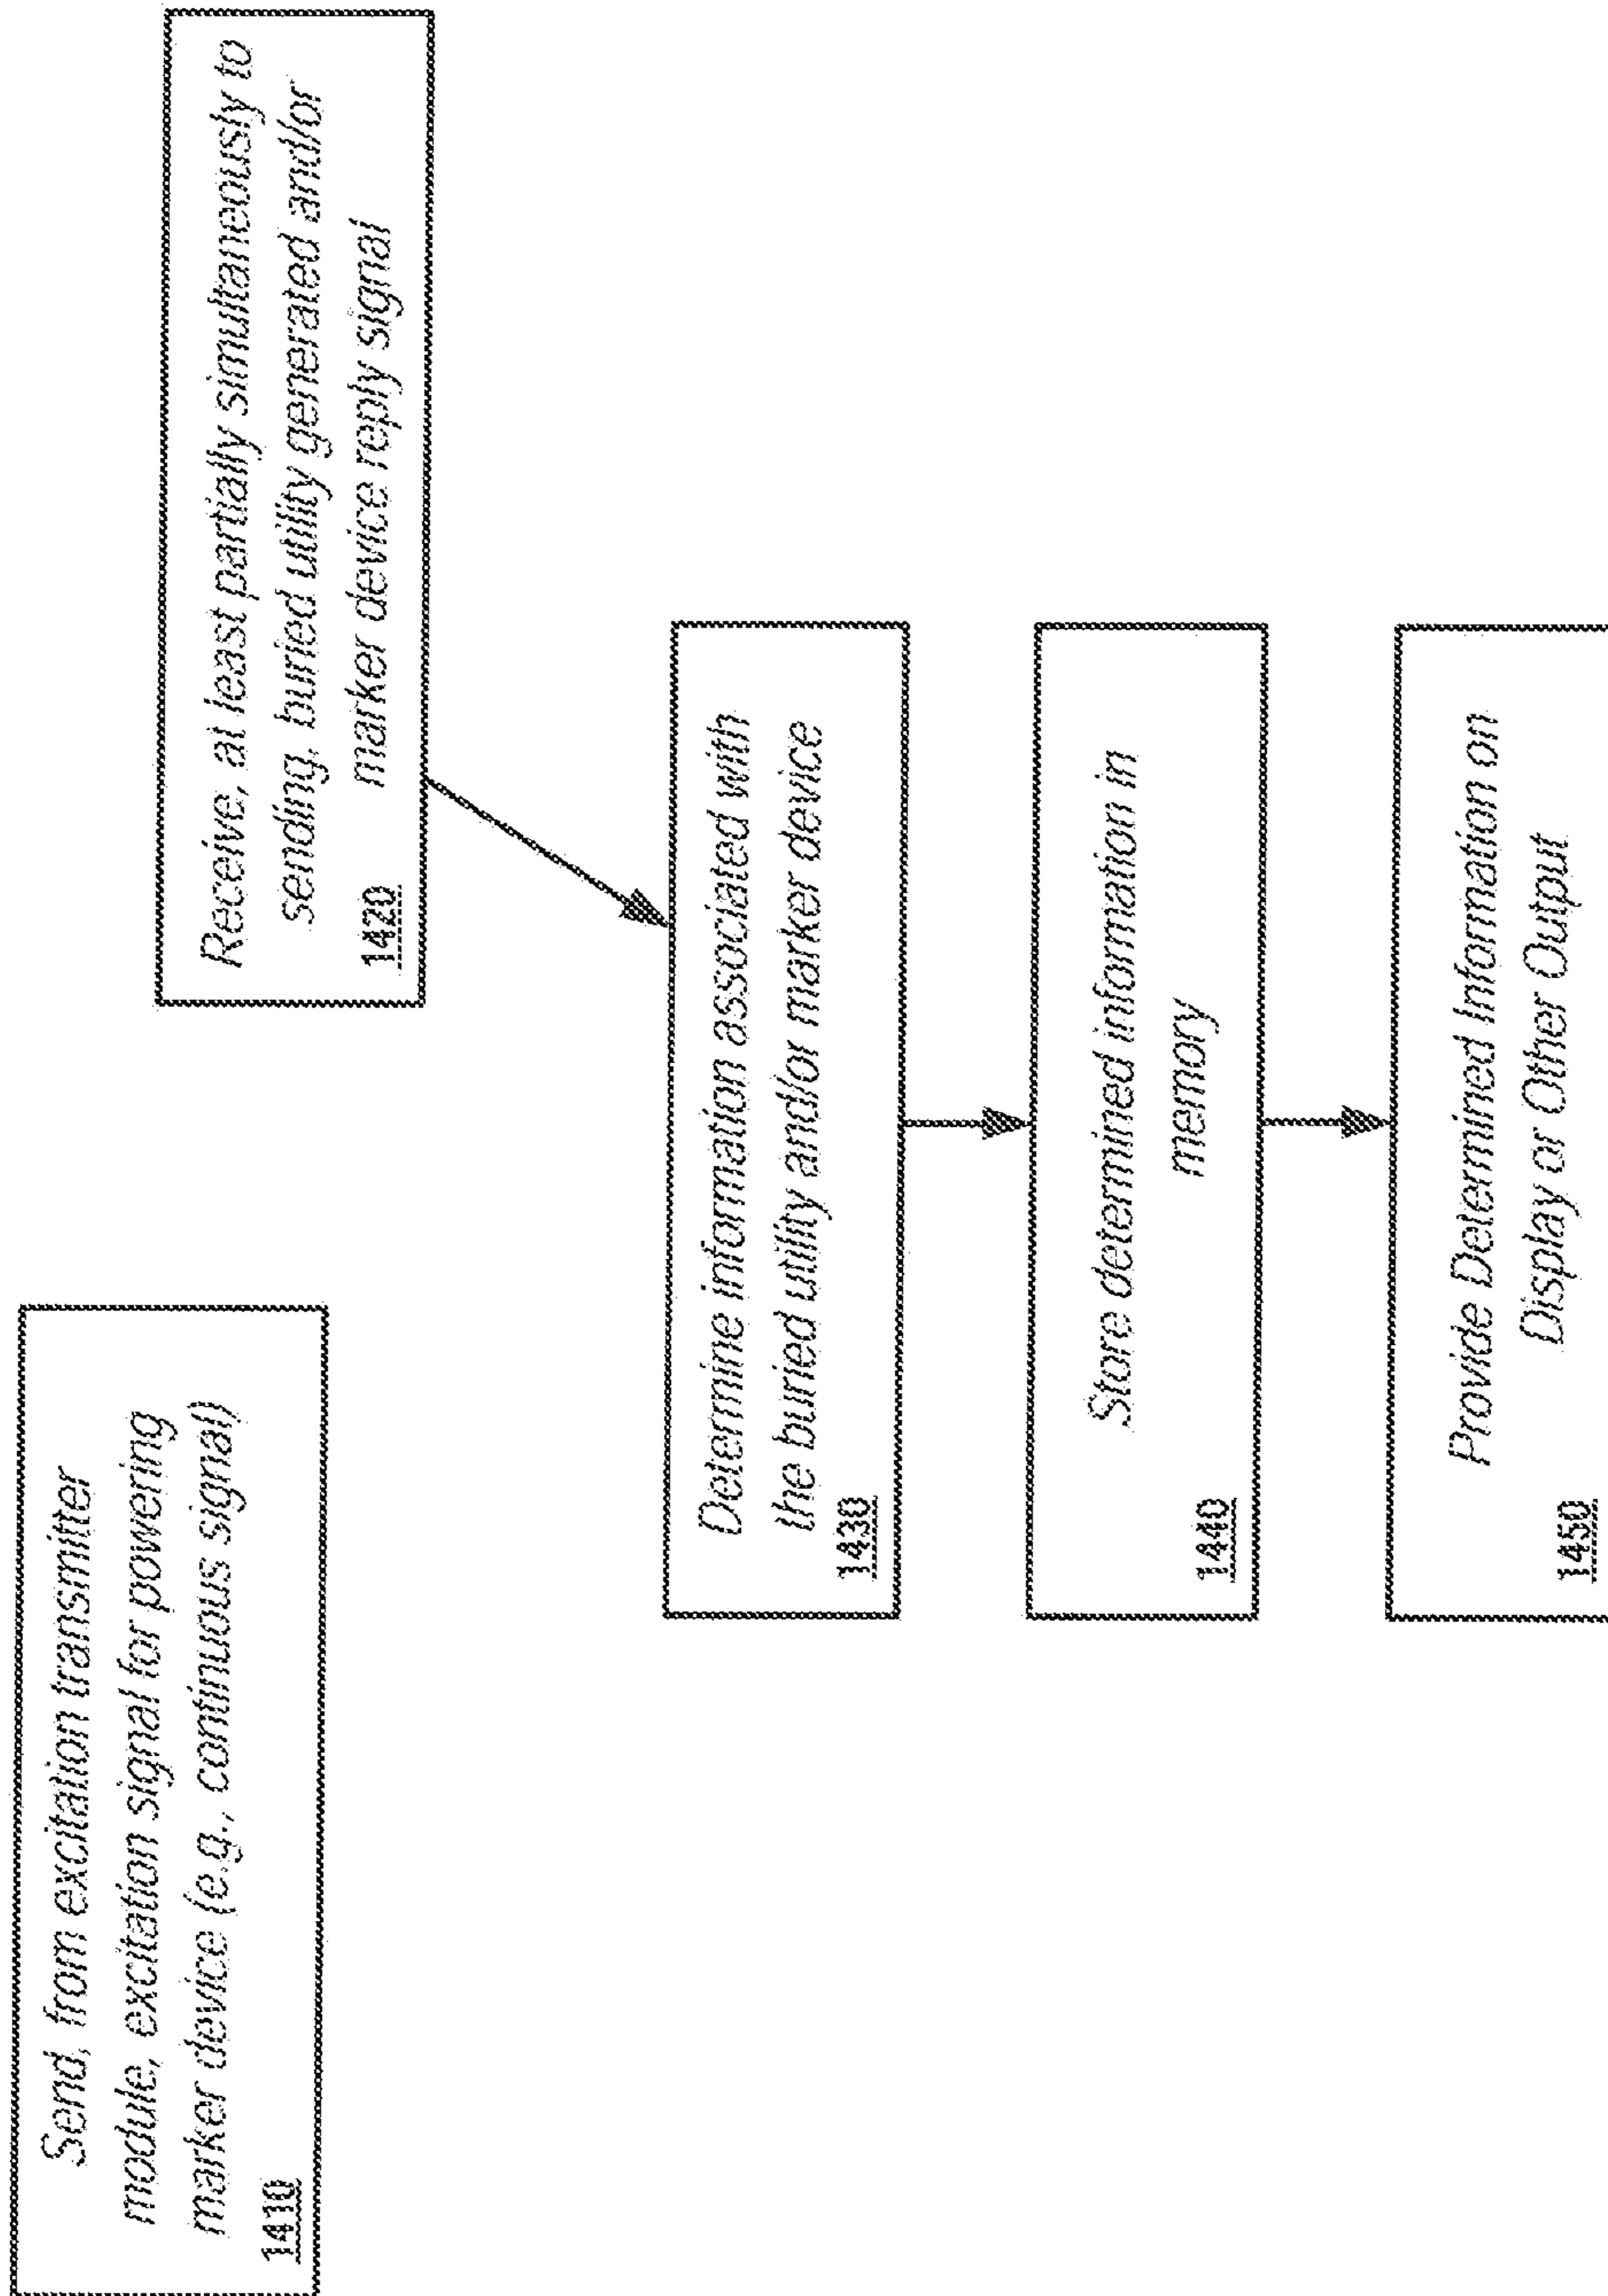 Send, from excitation transmitter
module, excitation signal for powering
marker device (e.g., continuous signal)
1410
Receive, at least partially simultaneously to
sending, buried utility generated and/or
marker device reply signal
1420
Determine information associated with
the buried utility and/or marker device
1430
Store determined information in
memory
1440
Provide Determined Information on
Display or Other Output
1450